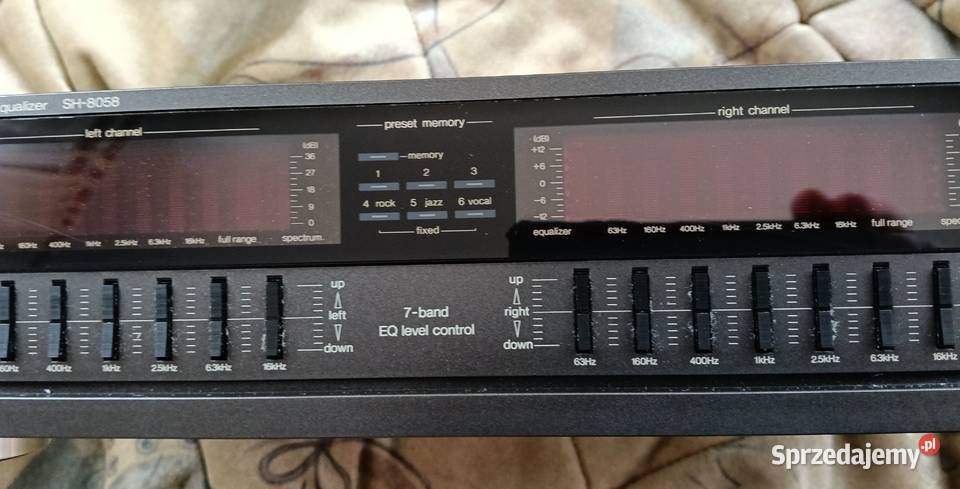 qualizer SH-8058
left channel
preset memory
right channel
(dB)
36
27
18
9
0
memory
1 2 3
4 rock 5 jazz 6 vocal
fixed
(dB)
+12
+6
0
-6
-12
160Hz 400Hz 1kHz 2.5kHz 6.3kHz 16kHz full range spectrum
equalizer 63Hz 160Hz 400Hz 1kHz 2.5kHz 6.3kHz 16kHz full range spec
up
left
down
7-band
EQ level control
up
right
down
60Hz 400Hz 1kHz 2.5kHz 6.3kHz 16kHz
63Hz 160Hz 400Hz 1kHz 2.5kHz 6.3kHz 16kHz
Sprzedajemy.pl